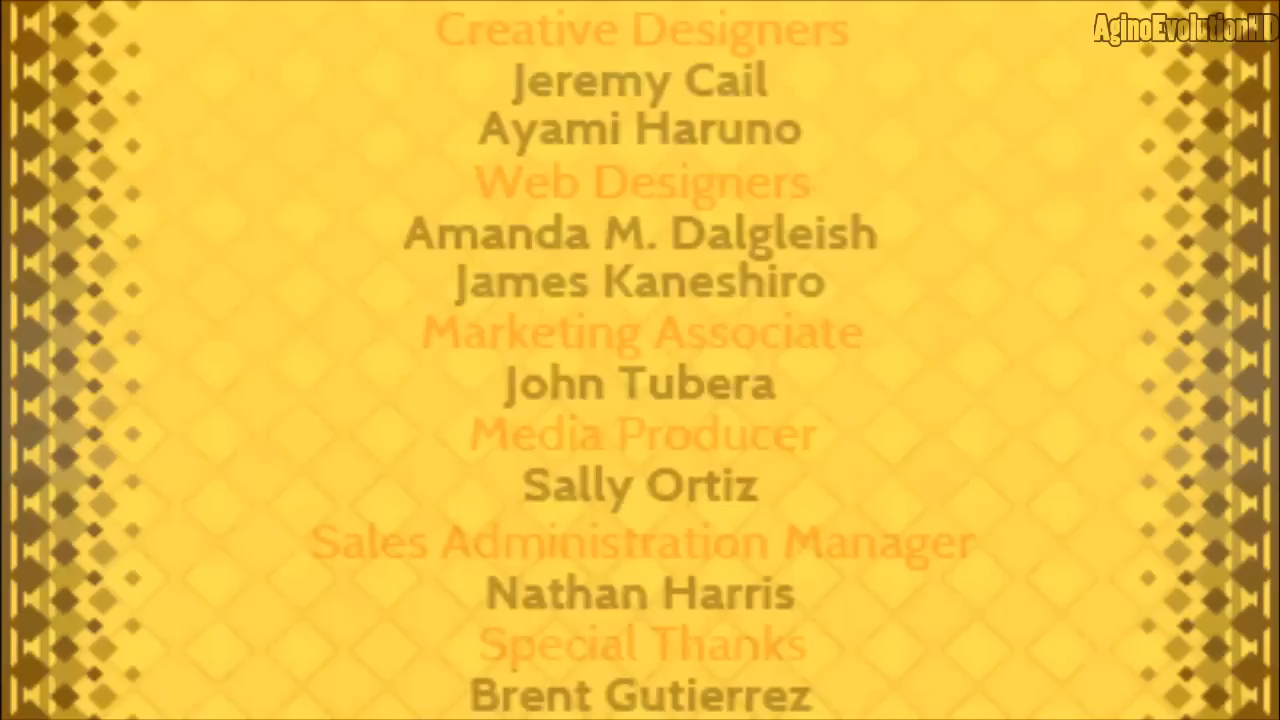 AginoEvolutionHD
Creative Designers
Jeremy Cail
Ayami Haruno
Web Designers
Amanda M. Dalgleish
James Kaneshiro
Marketing Associate
John Tubera
Media Producer
Sally Ortiz
Sales Administration Manager
Nathan Harris
Special Thanks
Brent Gutierrez